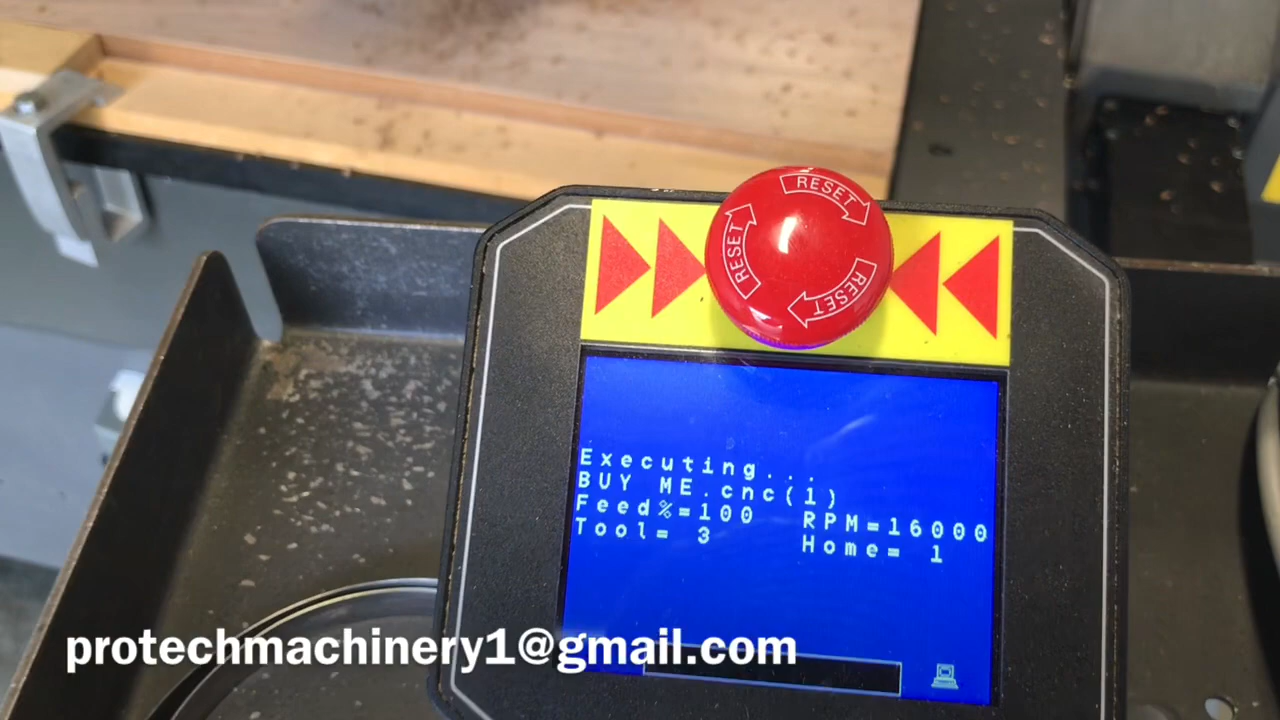 RESET
RESET
RESET
Executing...
BUY ME.cnc(1)
Feed%=100 RPM=16000
Tool= 3 Home= 1
protechmachinery1@gmail.com